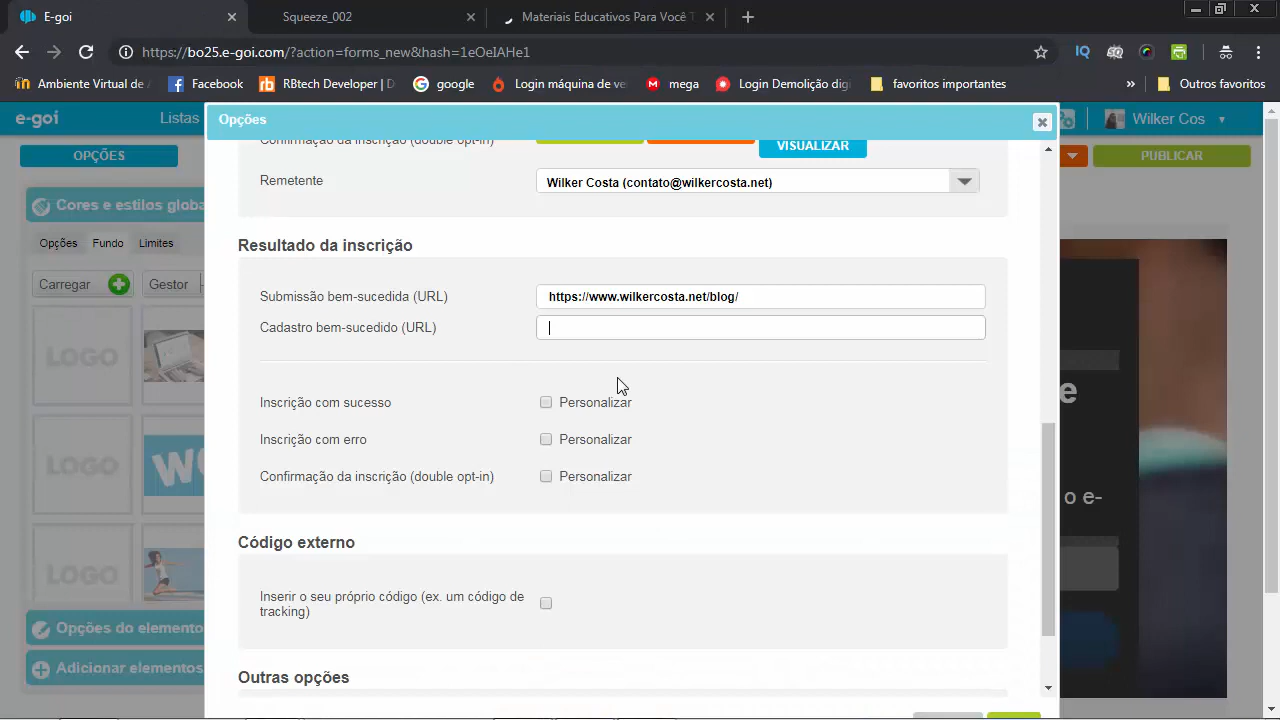 E-goi
Squeeze_002
Materiais Educativos Para Você T
https://bo25.e-goi.com/?action=forms_new&hash=1eOeIAHe1
Ambiente Virtual de
Facebook
RBtech Developer | D
google
Login máquina de ve
mega
Login Demolição digi
favoritos importantes
»
Outros favoritos
e-goi
Listas
Opções
Wilker Cos
OPÇÕES
Confirmação da inscrição (double opt-in)
VISUALIZAR
PUBLICAR
Remetente
Wilker Costa (contato@wilkercosta.net)
Cores e estilos globa
Opções
Fundo
Limites
Carregar
Gestor
Resultado da inscrição
Submissão bem-sucedida (URL)
https://www.wilkercosta.net/blog/
Cadastro bem-sucedido (URL)
LOGO
Inscrição com sucesso
Personalizar
Inscrição com erro
Personalizar
LOGO
Confirmação da inscrição (double opt-in)
Personalizar
o e-
Código externo
LOGO
Inserir o seu próprio código (ex. um código de
tracking)
Opções do elemento
Adicionar elementos
Outras opções